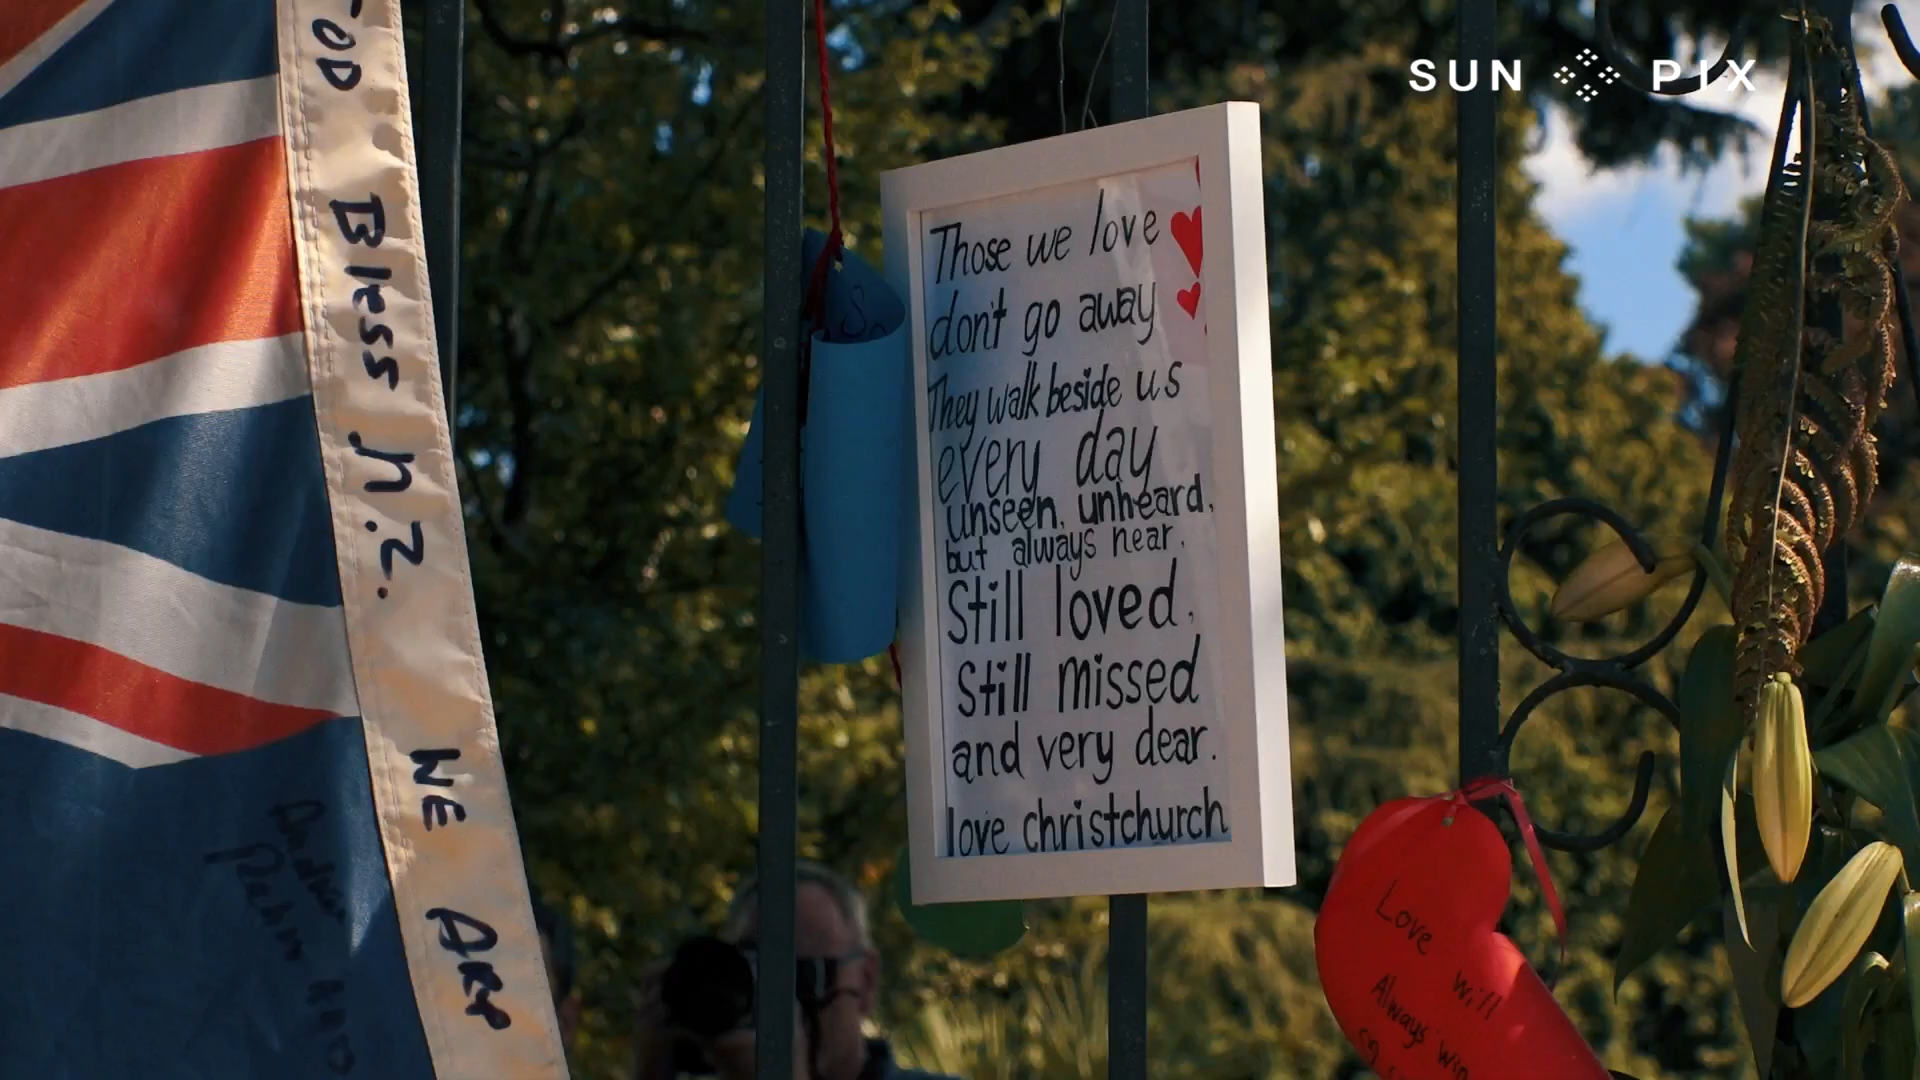 SUN PIX
Bless N.Z.
WE ARE
Those we love
don't go away
They walk beside us
every day
unseen, unheard,
but always near,
Still loved,
Still missed
and very dear.
love christchurch
Love will
Always win